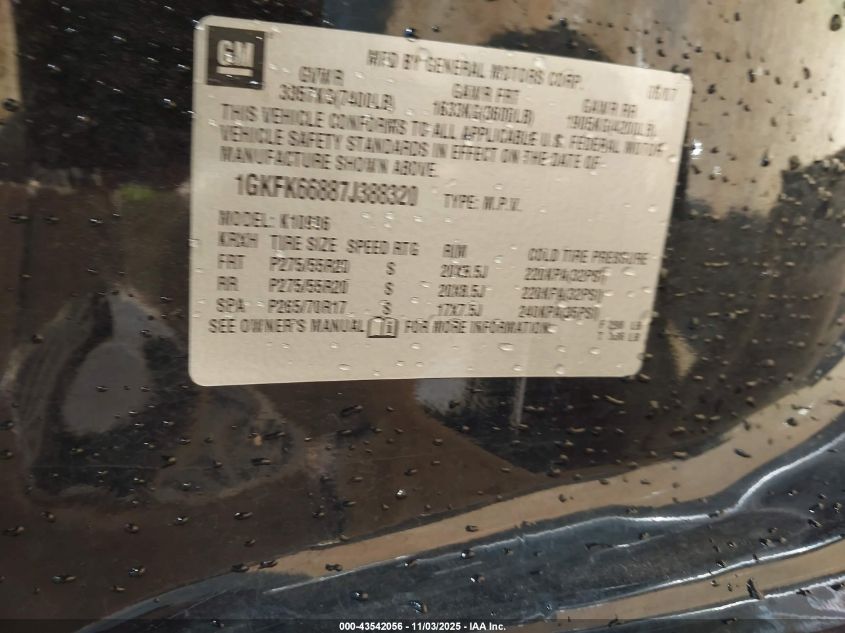 GM
MFD BY GENERAL MOTORS CORP. 06/07
GVWR GAWR FRT GAWR RR
3357KG(7400LB) 1633KG(3600LB) 1905KG(4200LB)
THIS VEHICLE CONFORMS TO ALL APPLICABLE U.S. FEDERAL MOTOR
VEHICLE SAFETY STANDARDS IN EFFECT ON THE DATE OF
MANUFACTURE SHOWN ABOVE.
1GKFK66887J388320 TYPE: M.P.V.
MODEL: K10936
KRXH TIRE SIZE SPEED RTG RIM COLD TIRE PRESSURE
FRT P275/55R20 S 20X8.5J 220KPA(32PSI)
RR P275/55R20 S 20X8.5J 220KPA(32PSI)
SPA P265/70R17 S 17X7.5J 240KPA(35PSI)
SEE OWNER'S MANUAL FOR MORE INFORMATION.
F LB
T LB
000-43542056 - 11/03/2025 - IAA Inc.